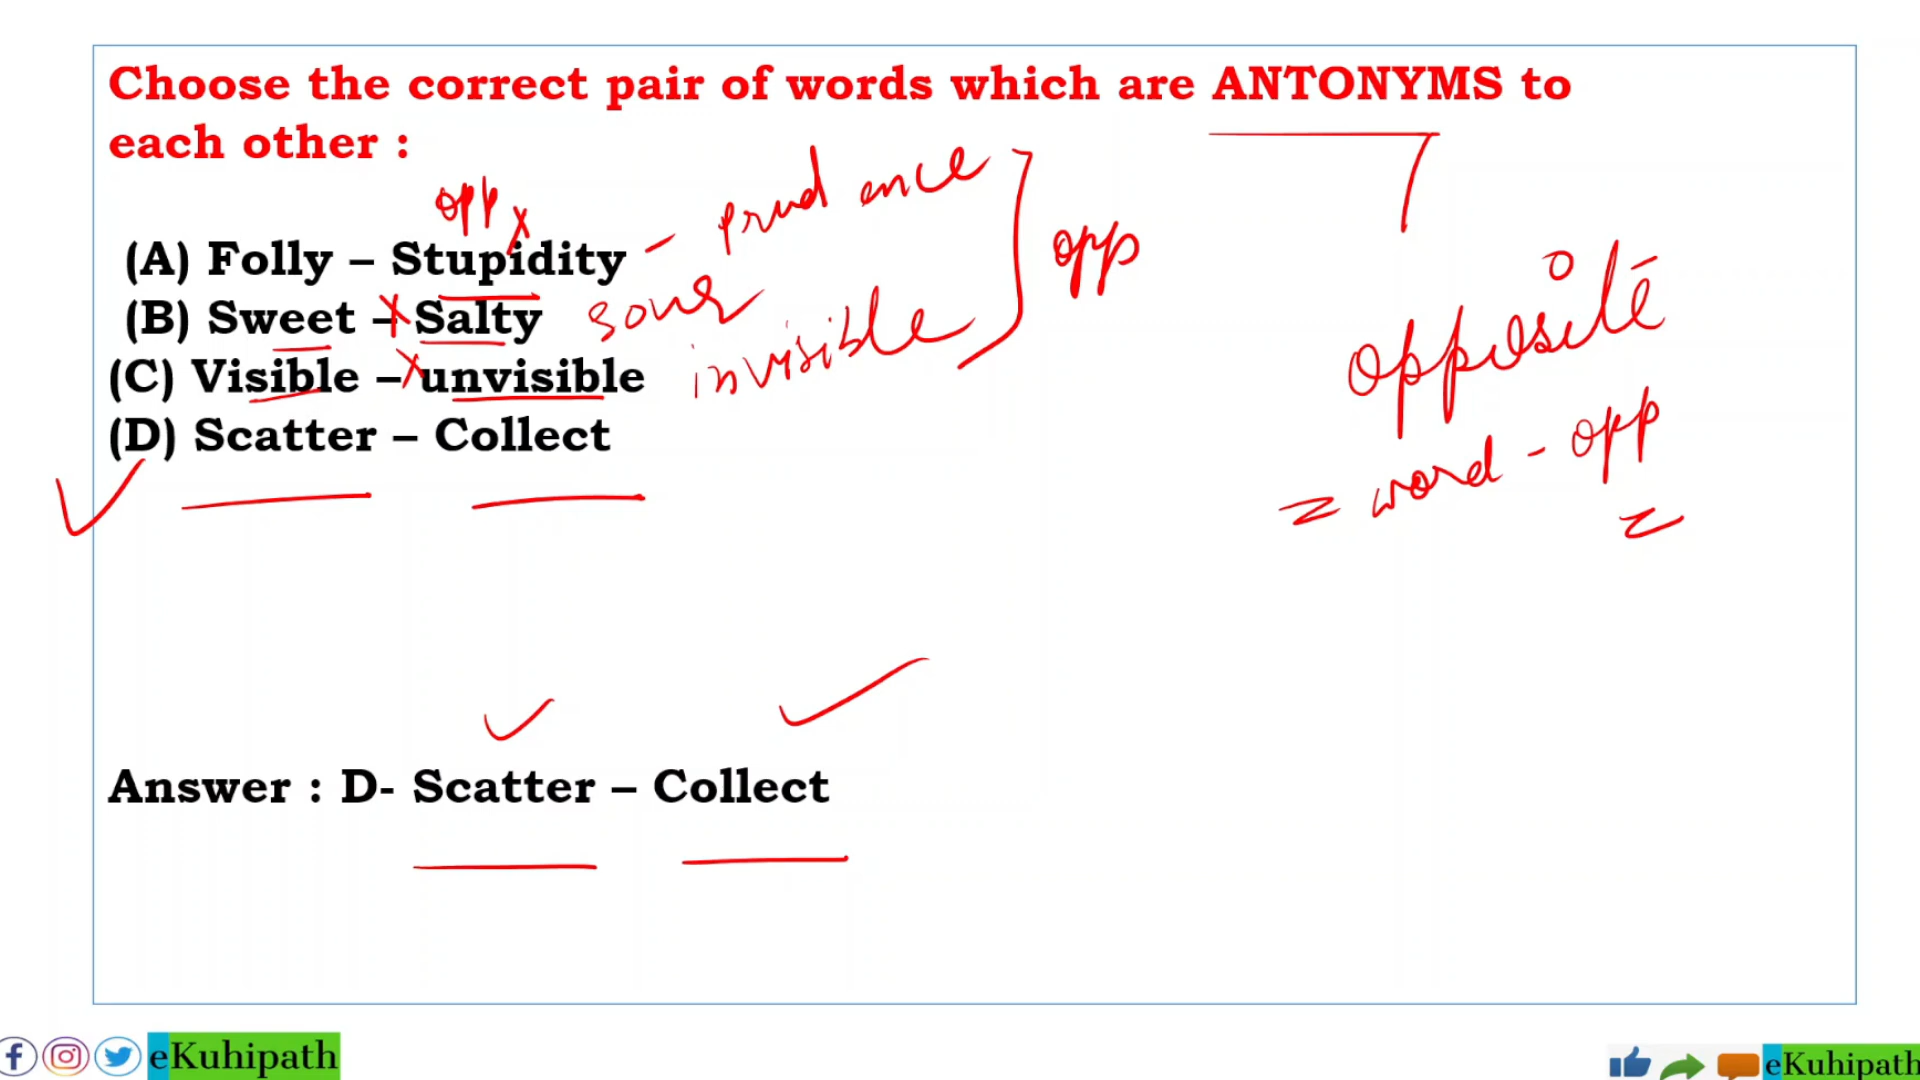 Choose the correct pair of words which are ANTONYMS to
each other :
opp x
(A) Folly – Stupidity - prudence
(B) Sweet – x Salty sour
(C) Visible – x unvisible invisible
opp
(D) Scatter – Collect
opposite
= word - opp
Answer : D- Scatter – Collect
eKuhipath
eKuhipath